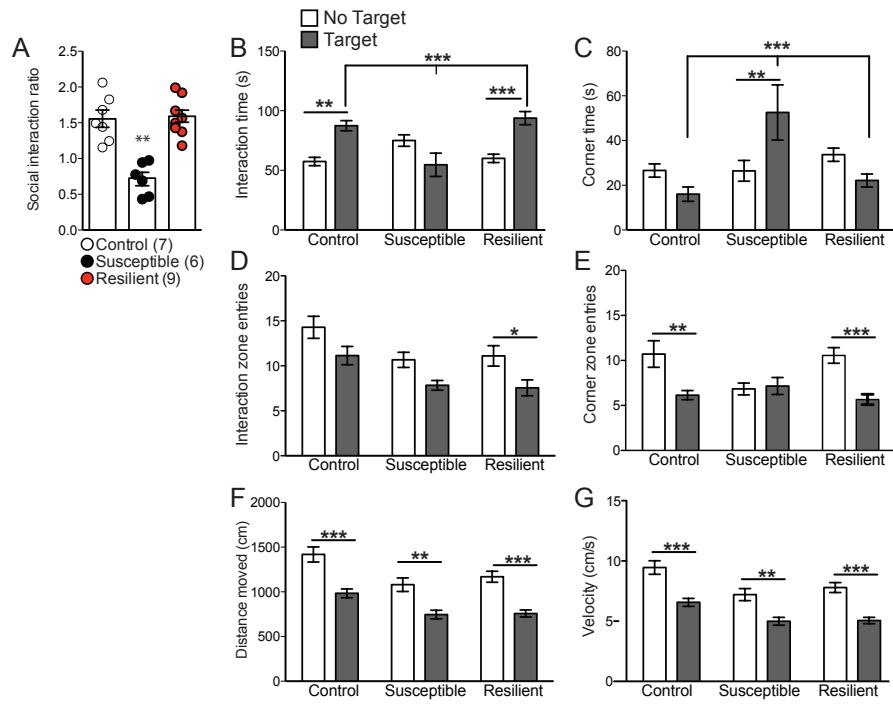 No Target
Target
A
Social interaction ratio
2.5
2.0
1.5
1.0
0.5
0.0
**
Control (7)
Susceptible (6)
Resilient (9)
B
Interaction time (s)
150
100
50
0
**
***
***
Control
Susceptible
Resilient
C
Corner time (s)
80
60
40
20
0
**
***
Control
Susceptible
Resilient
D
Interaction zone entries
20
15
10
5
0
*
Control
Susceptible
Resilient
E
Corner zone entries
20
15
10
5
0
**
***
Control
Susceptible
Resilient
F
Distance moved (cm)
2000
1500
1000
500
0
***
**
***
Control
Susceptible
Resilient
G
Velocity (cm/s)
15
10
5
0
***
**
***
Control
Susceptible
Resilient